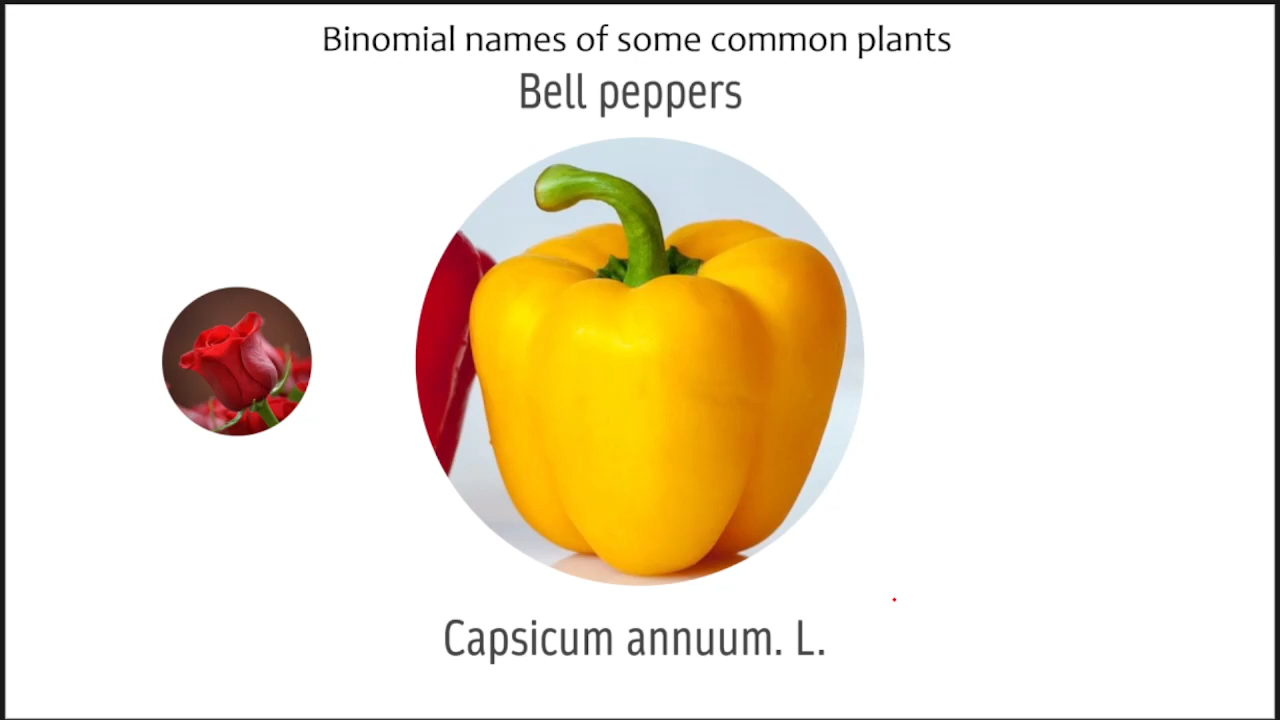 Binomial names of some common plants
Bell peppers
Capsicum annuum. L.